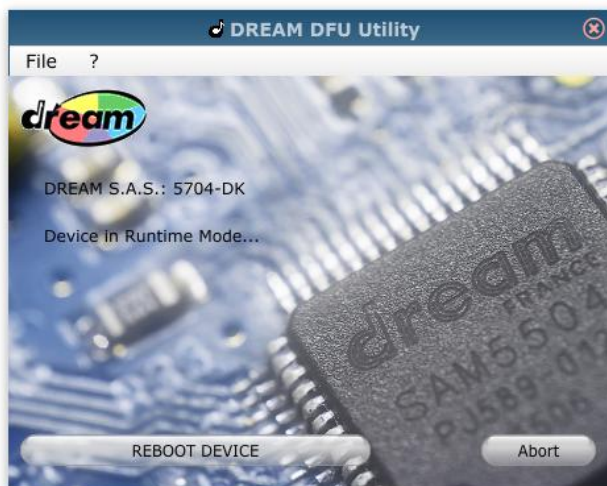 DREAM DFU Utility
File ?
dream
DREAM S.A.S.: 5704-DK
Device in Runtime Mode...
dream
FRANCE
SAM5504
REBOOT DEVICE
Abort